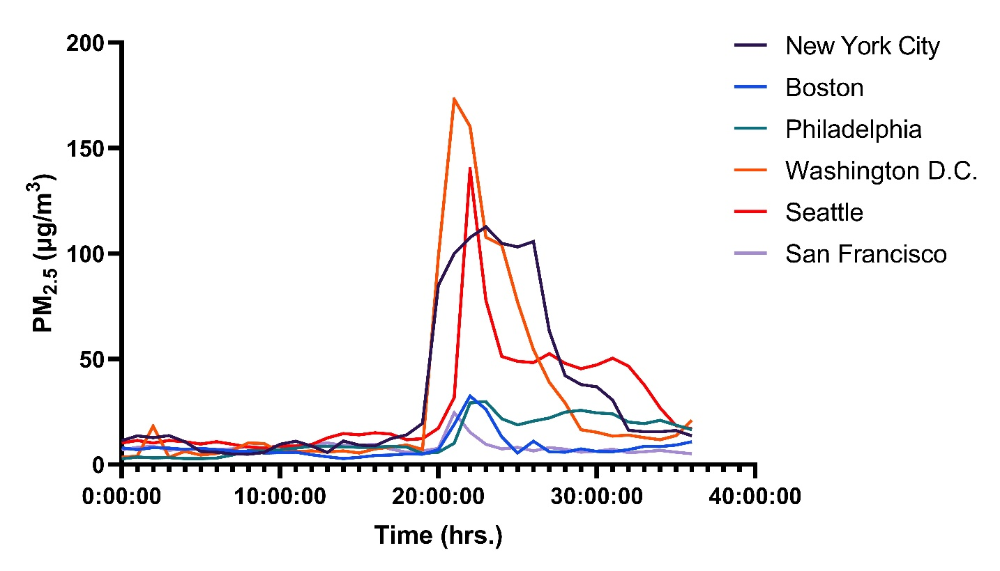 200
150
100
50
0
PM2.5 (µg/m3)
0:00:00
10:00:00
20:00:00
30:00:00
40:00:00
Time (hrs.)
New York City
Boston
Philadelphia
Washington D.C.
Seattle
San Francisco